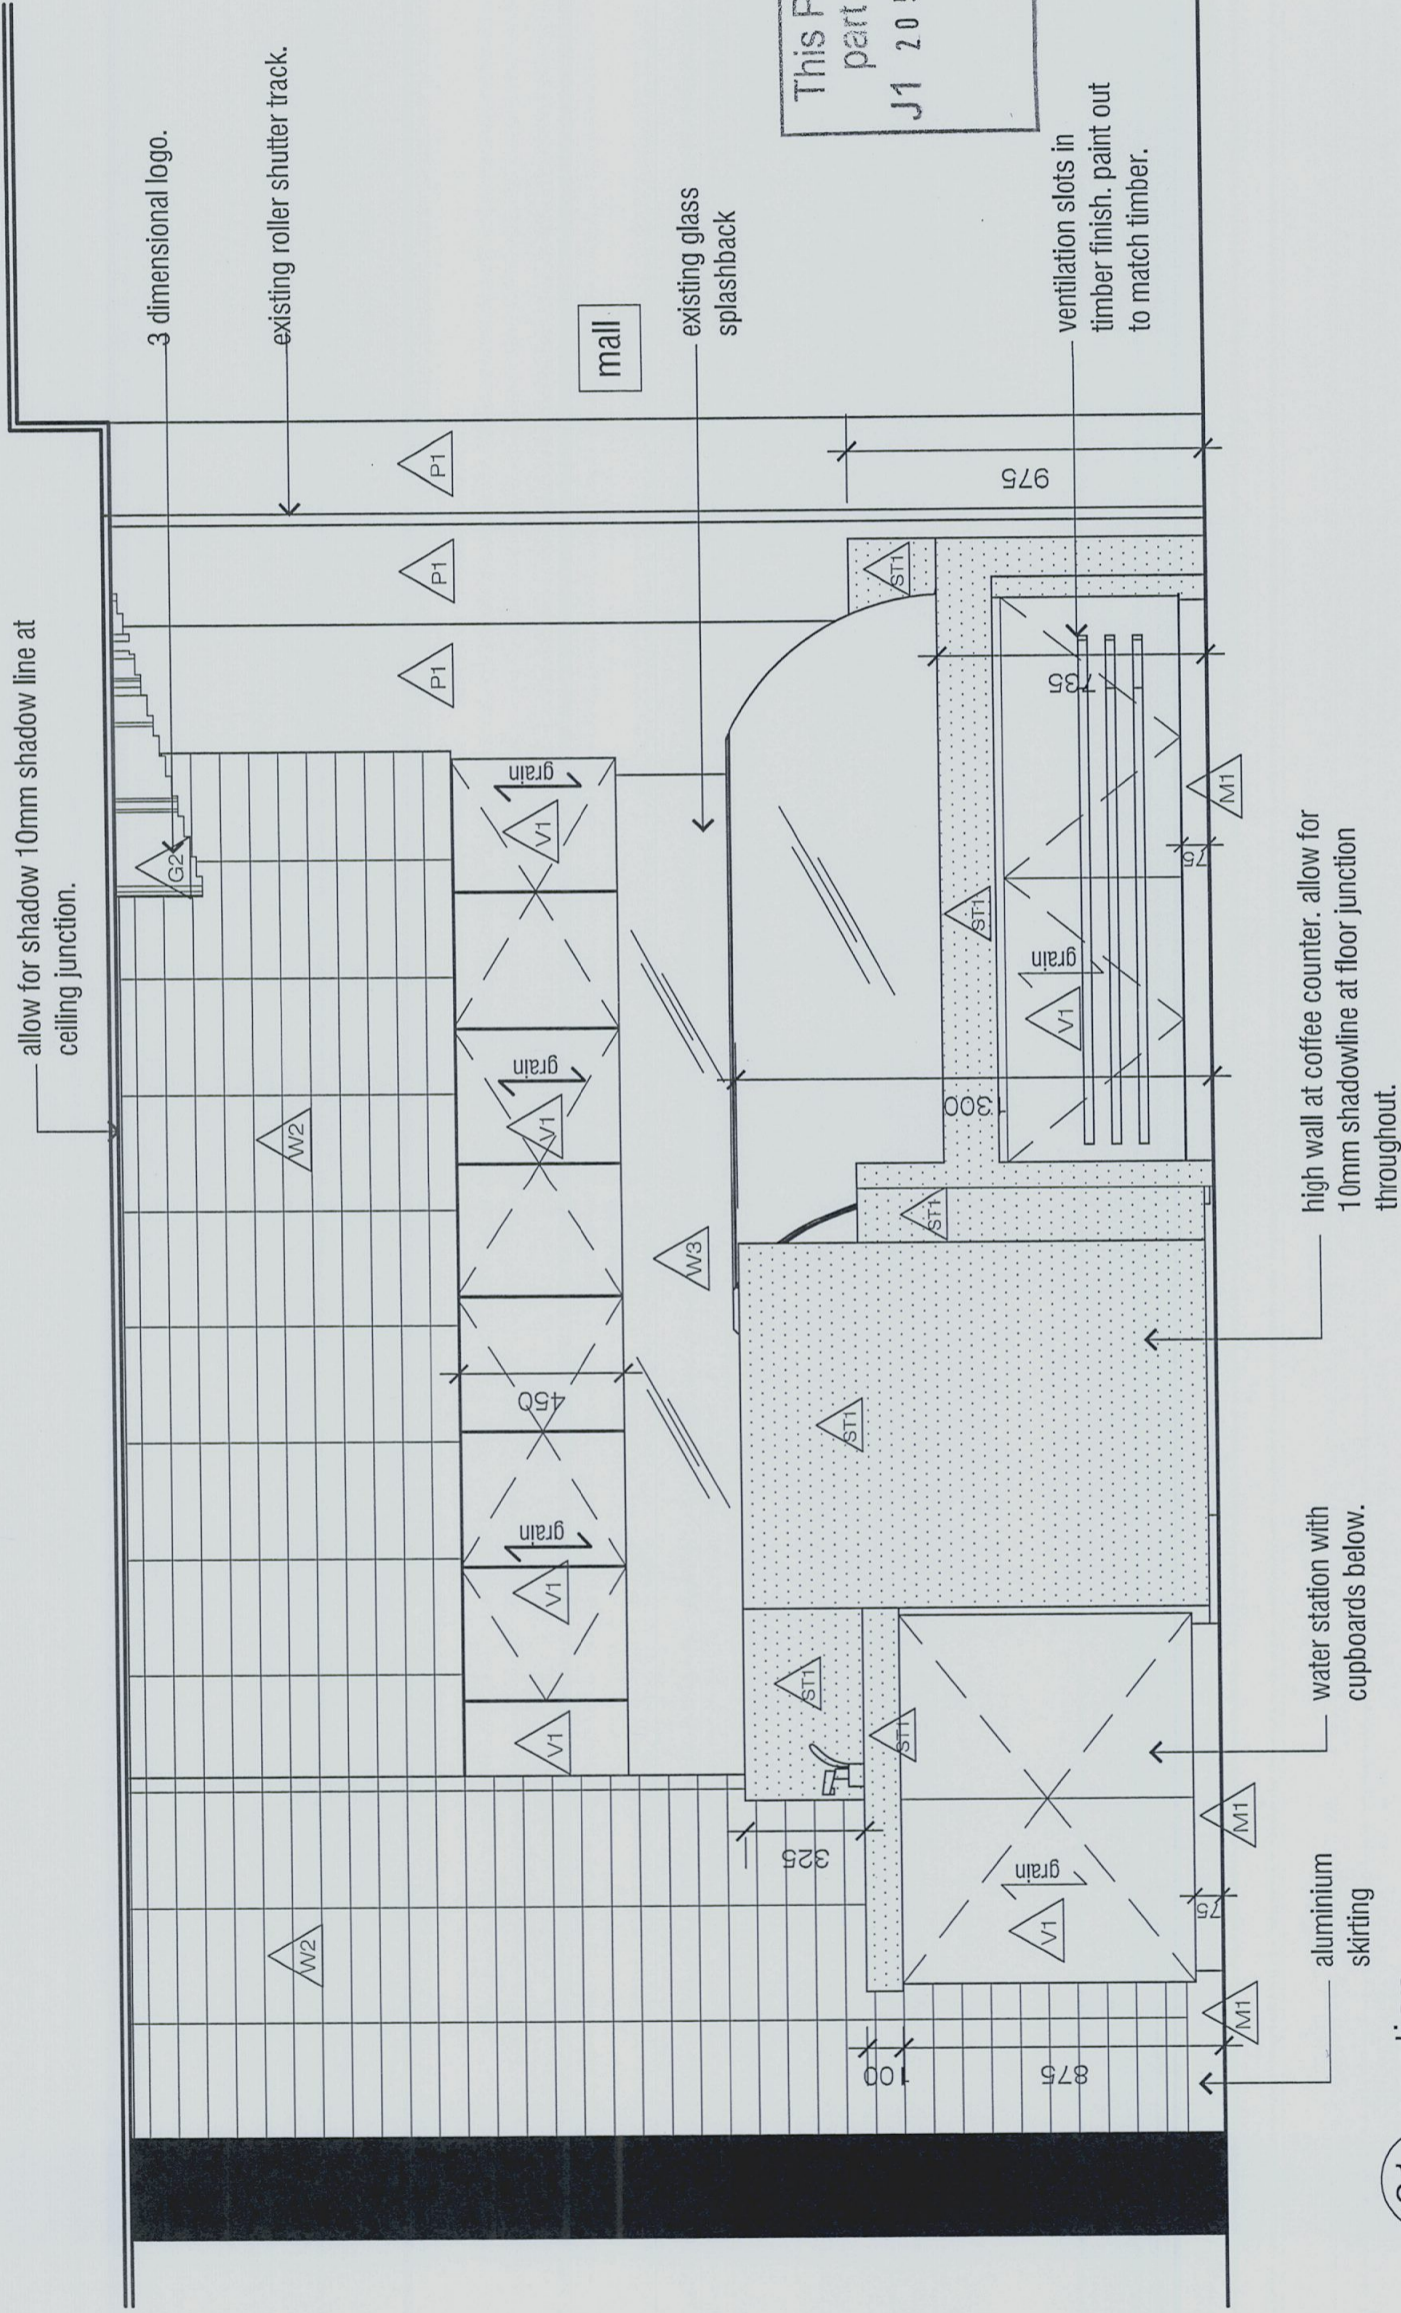 allow for shadow 10mm shadow line at
ceiling junction.
3 dimensional logo.
existing roller shutter track.
G2
W2
W2
P1
P1
P1
mall
V1
grain
V1
grain
450
V1
grain
V1
W3
existing glass
splashback
This
part
J1 20
975
ST1
ST1
ST1
ST1
ST1
ST1
735
300
325
100
875
V1
grain
V1
grain
75
75
M1
M1
M1
ventilation slots in
timber finish. paint out
to match timber.
high wall at coffee counter. allow for
10mm shadowline at floor junction
throughout.
water station with
cupboards below.
aluminium
skirting